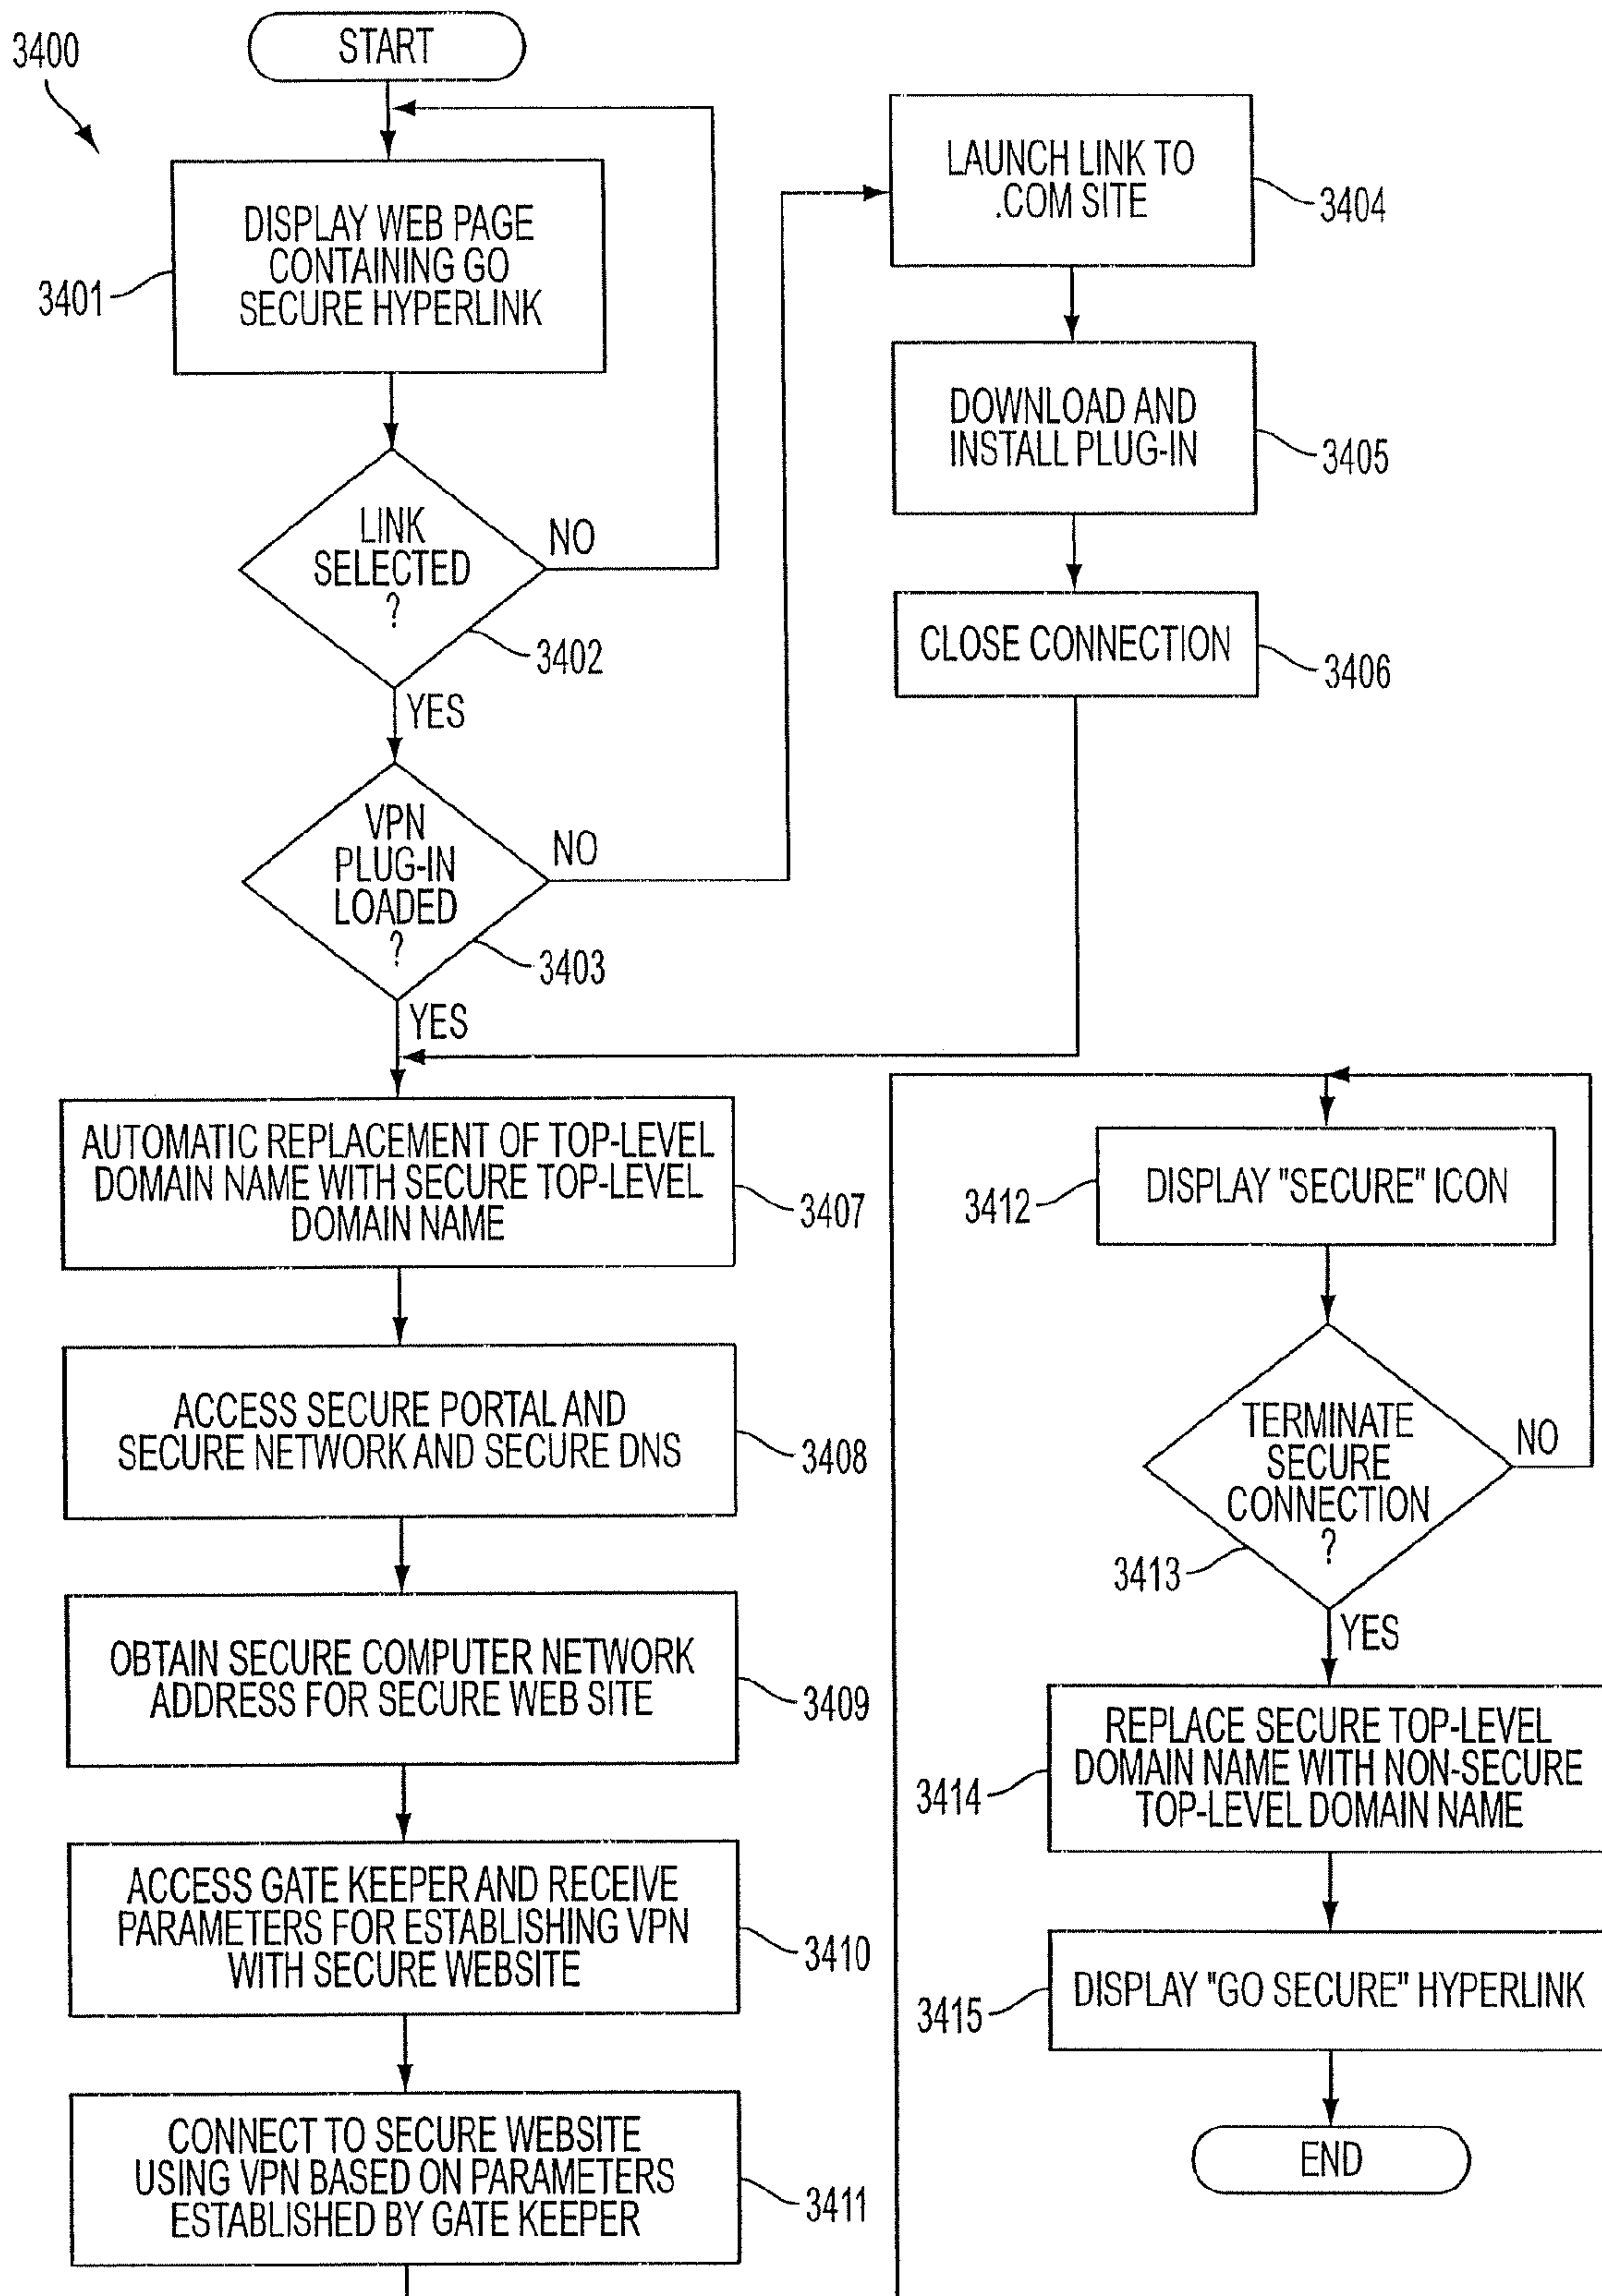 3400
START
DISPLAY WEB PAGE
CONTAINING GO
SECURE HYPERLINK
3401
LINK
SELECTED
?
NO
3402
YES
VPN
PLUG-IN
LOADED
?
NO
3403
YES
LAUNCH LINK TO
.COM SITE
3404
DOWNLOAD AND
INSTALL PLUG-IN
3405
CLOSE CONNECTION
3406
AUTOMATIC REPLACEMENT OF TOP-LEVEL
DOMAIN NAME WITH SECURE TOP-LEVEL
DOMAIN NAME
3407
ACCESS SECURE PORTAL AND
SECURE NETWORK AND SECURE DNS
3408
OBTAIN SECURE COMPUTER NETWORK
ADDRESS FOR SECURE WEB SITE
3409
ACCESS GATE KEEPER AND RECEIVE
PARAMETERS FOR ESTABLISHING VPN
WITH SECURE WEBSITE
3410
CONNECT TO SECURE WEBSITE
USING VPN BASED ON PARAMETERS
ESTABLISHED BY GATE KEEPER
3411
DISPLAY "SECURE" ICON
3412
TERMINATE
SECURE
CONNECTION
?
NO
3413
YES
REPLACE SECURE TOP-LEVEL
DOMAIN NAME WITH NON-SECURE
TOP-LEVEL DOMAIN NAME
3414
DISPLAY "GO SECURE" HYPERLINK
3415
END